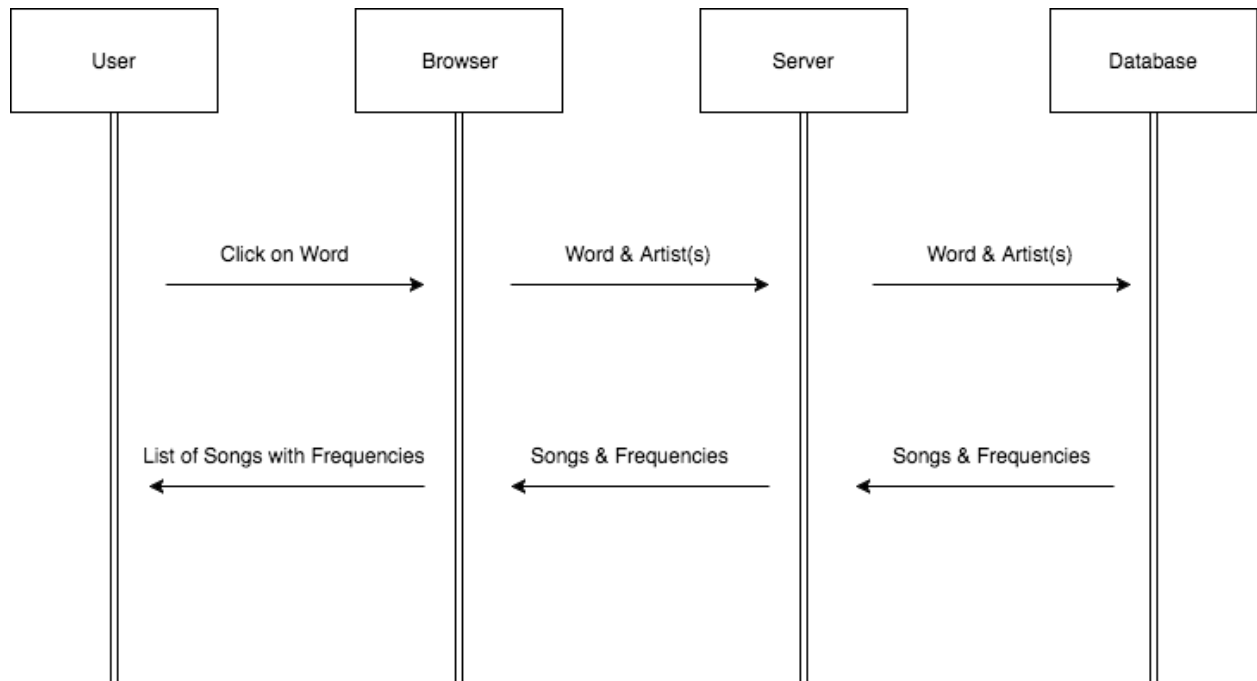 User
Browser
Server
Database
Click on Word
Word & Artist(s)
Word & Artist(s)
List of Songs with Frequencies
Songs & Frequencies
Songs & Frequencies